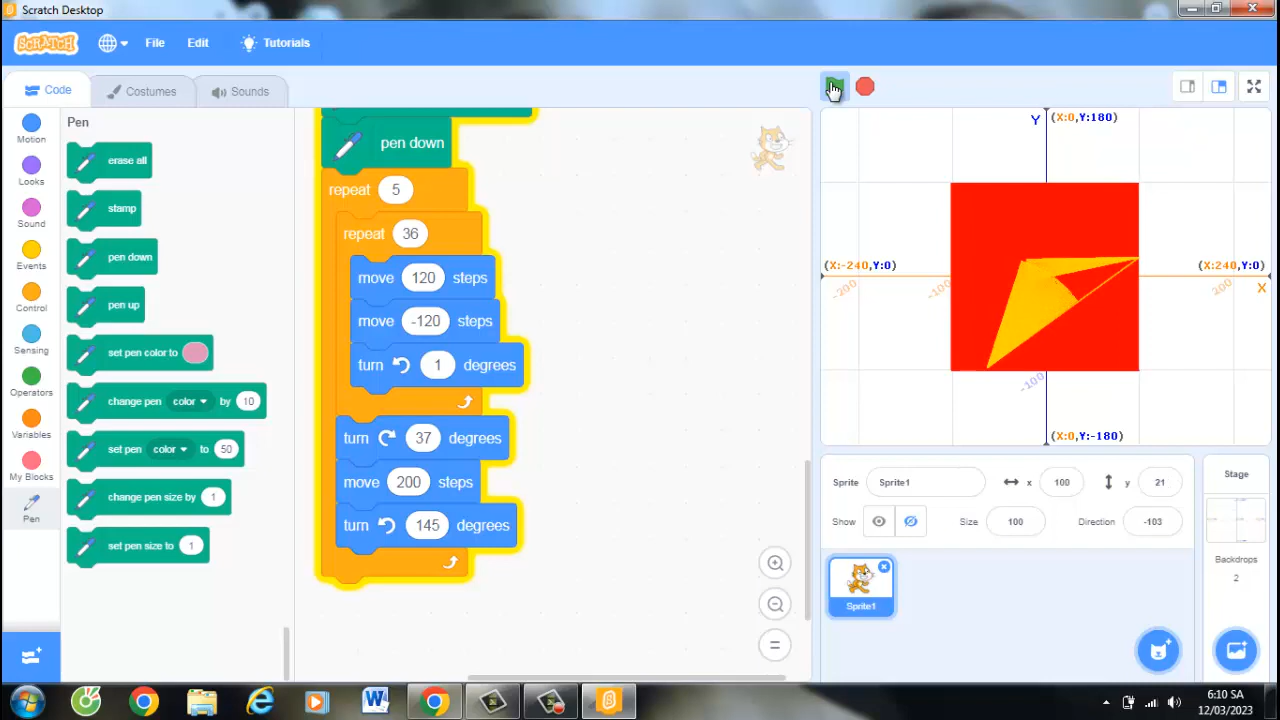 Scratch Desktop
SCRATCH File Edit Tutorials
Code Costumes Sounds
Motion
Looks
Sound
Events
Control
Sensing
Operators
Variables
My Blocks
Pen
Pen
erase all
stamp
pen down
pen up
set pen color to
change pen color by 10
set pen color to 50
change pen size by 1
set pen size to 1
pen down
repeat 5
repeat 36
move 120 steps
move -120 steps
turn 1 degrees
turn 37 degrees
move 200 steps
turn 145 degrees
Y (X:0,Y:180)
(X:-240,Y:0) (X:240,Y:0)
-200 -100 200 X
-100
(X:0,Y:-180)
Sprite Sprite1 x 100 y 21
Show Size 100 Direction -103
Sprite1
Stage
Backdrops
2
6:10 SA
12/03/2023